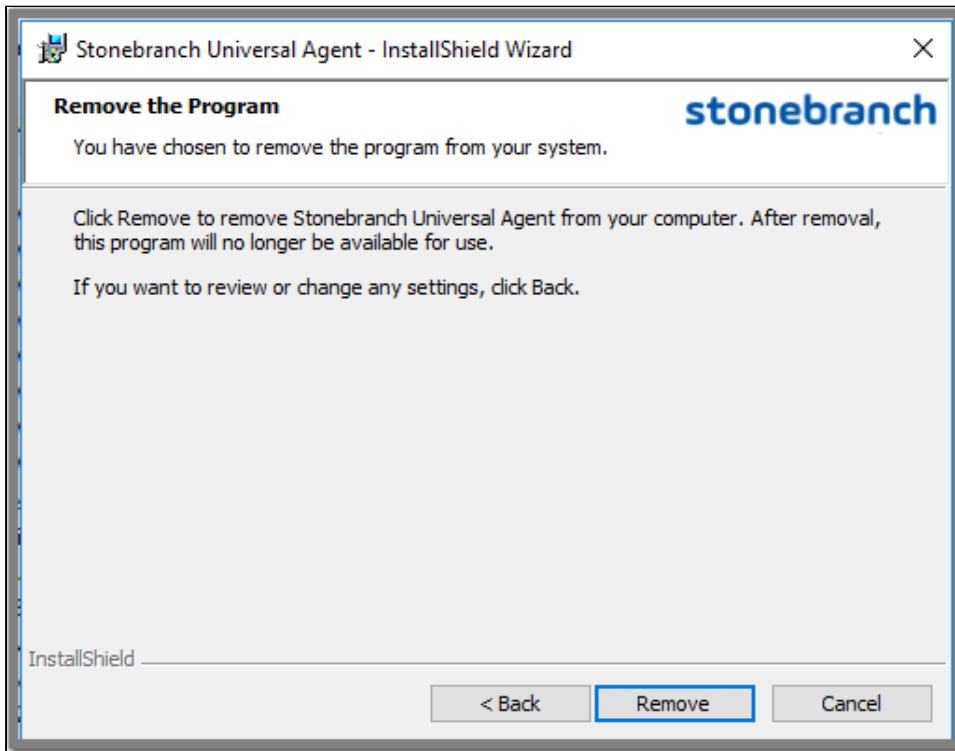 Stonebranch Universal Agent - InstallShield Wizard
Remove the Program
stonebranch
You have chosen to remove the program from your system.
Click Remove to remove Stonebranch Universal Agent from your computer. After removal,
this program will no longer be available for use.
If you want to review or change any settings, click Back.
InstallShield
< Back
Remove
Cancel